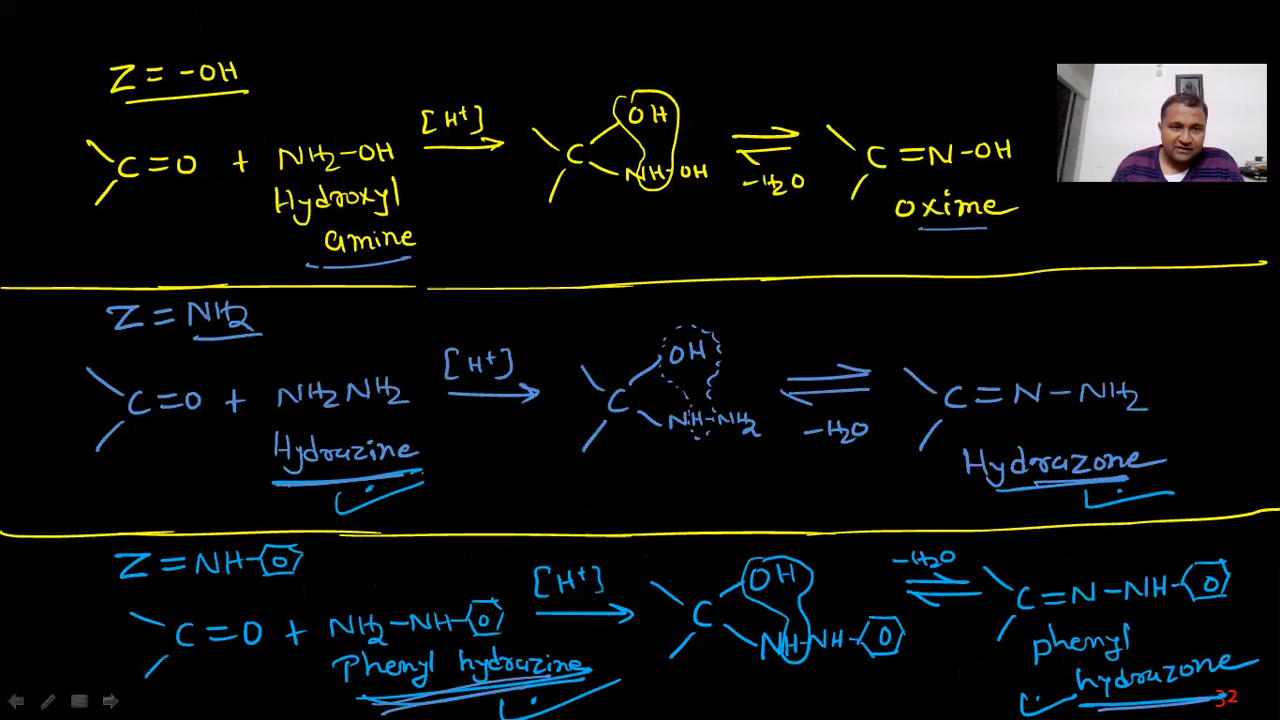 Z = -OH
C=O + NH2-OH [H+] C OH NH-OH -H2O C=N-OH
Hydroxyl amine
oxime
Z = NH2
C=O + NH2NH2 [H+] C OH NH-NH2 -H2O C=N-NH2
Hydrazine
Hydrazone
Z = NH-
C=O + NH2-NH- [H+] C OH NH-NH- -H2O C=N-NH-
Phenyl hydrazine
phenyl hydrazone
32